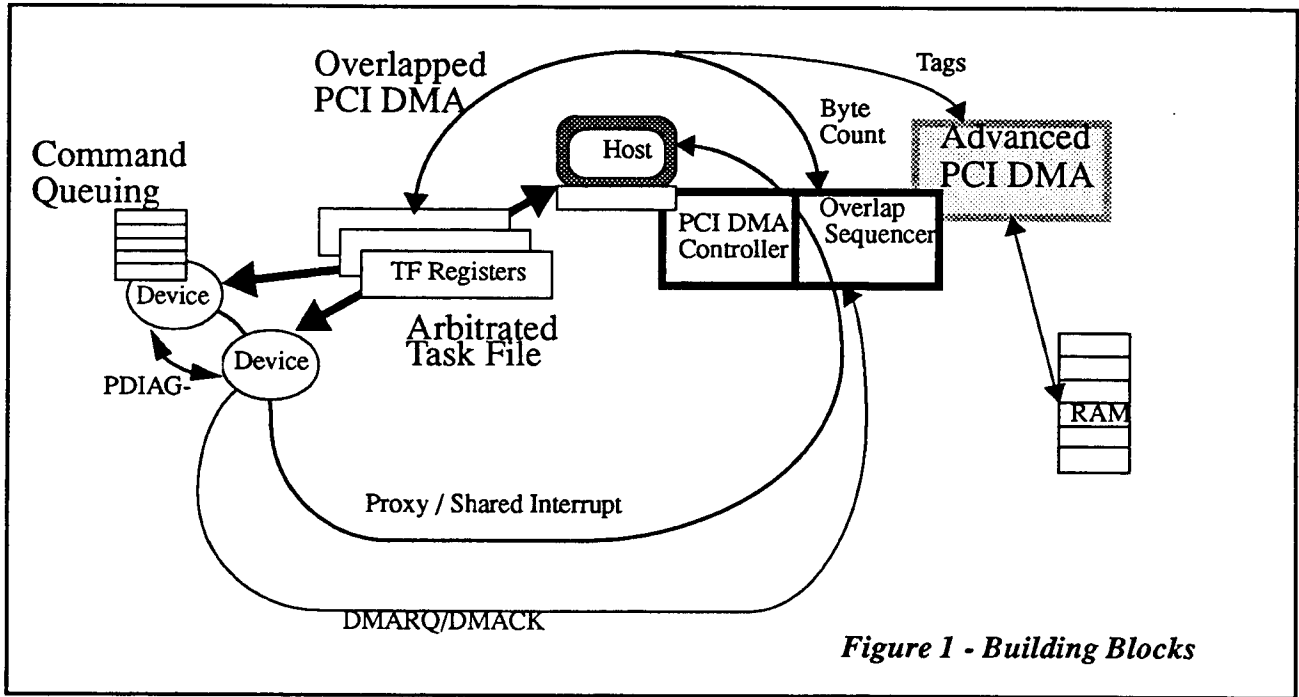 Overlapped
PCI DMA
Tags
Byte
Count
Advanced
PCI DMA
Host
Command
Queuing
PCI DMA
Controller
Overlap
Sequencer
TF Registers
Device
Arbitrated
Task File
Device
PDIAG-
RAM
Proxy / Shared Interrupt
DMARQ/DMACK
Figure 1 - Building Blocks